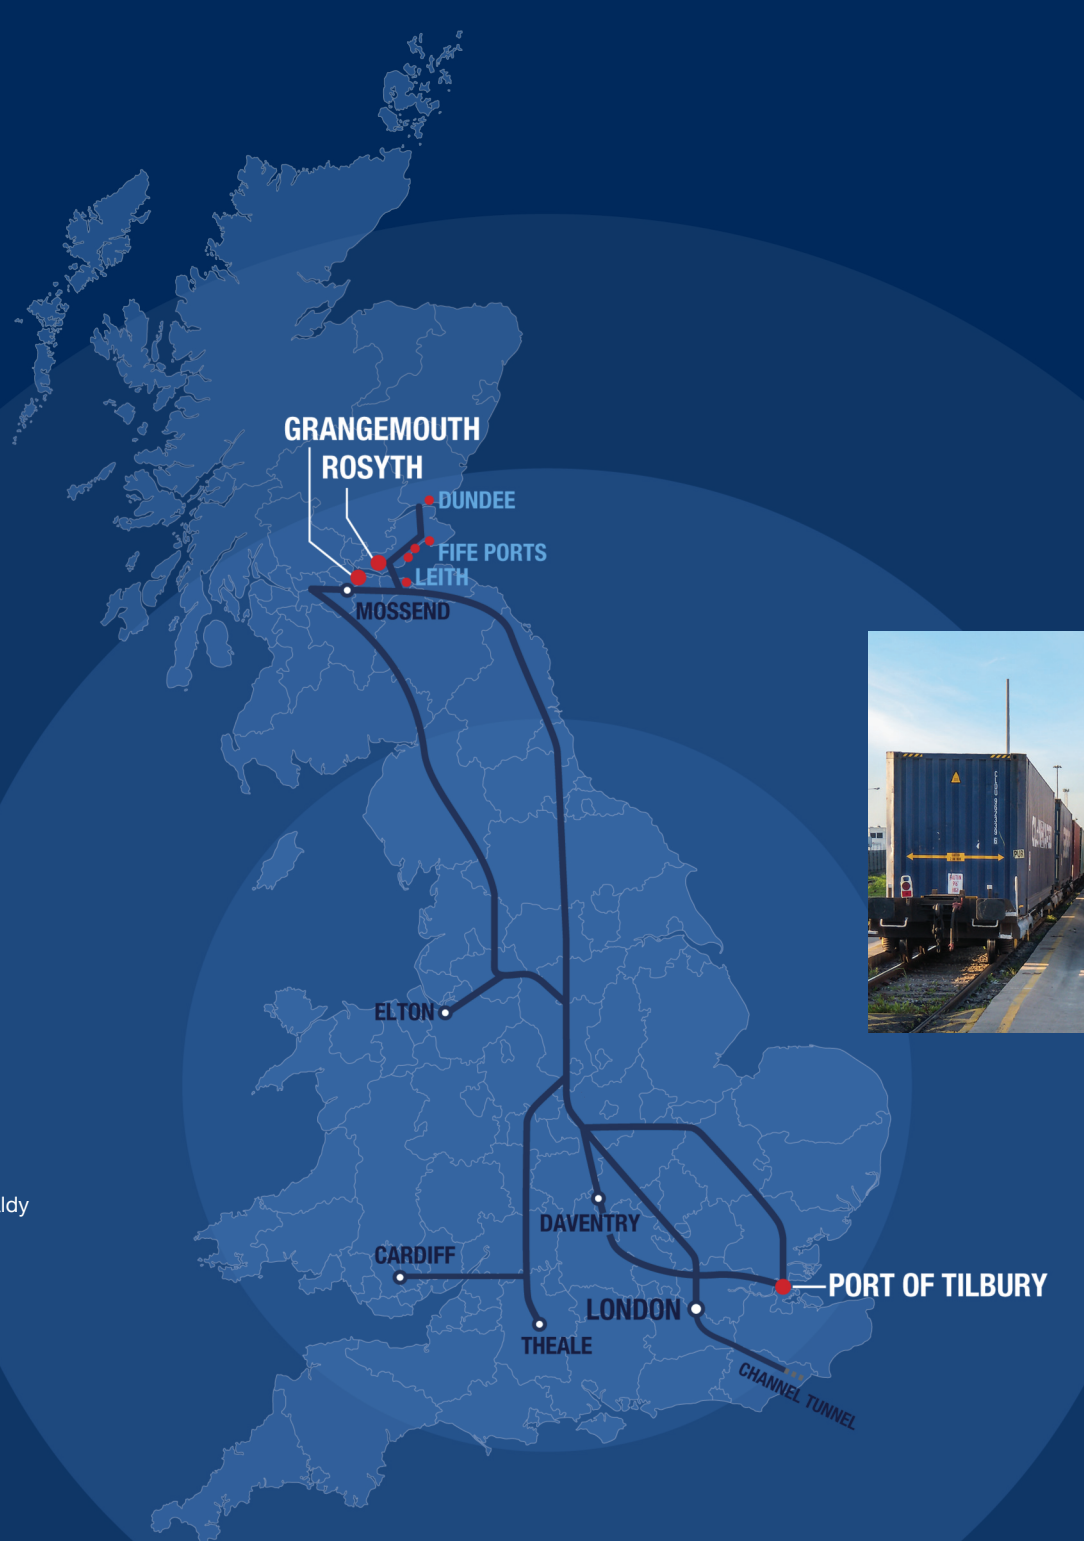 GRANGEMOUTH
ROSYTH
DUNDEE
FIFE PORTS
LEITH
MOSSEND
ELTON
ldy
DAVENTRY
CARDIFF
PORT OF TILBURY
LONDON
THEALE
CHANNEL TUNNEL